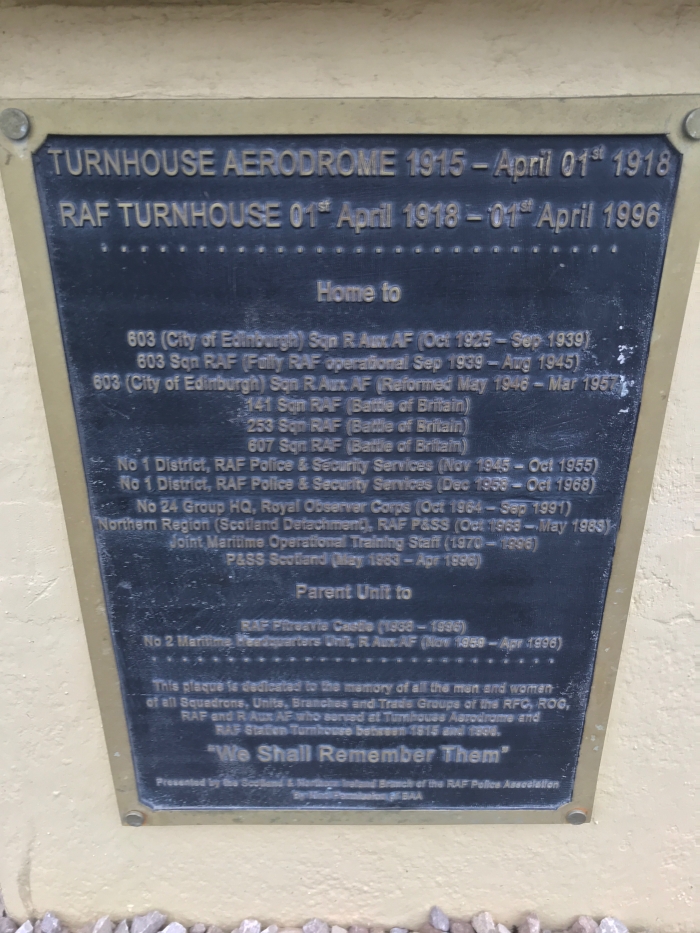 TURNHOUSE AERODROME 1915 – April 01st 1918
RAF TURNHOUSE 01st April 1918 – 01st April 1996
Home to
603 (City of Edinburgh) Sqn R Aux AF (Oct 1925 – Sep 1939)
603 Sqn RAF (Fully RAF operational Sep 1939 – Aug 1945)
603 (City of Edinburgh) Sqn R Aux AF (Reformed May 1946 – Mar 1957)
141 Sqn RAF (Battle of Britain)
253 Sqn RAF (Battle of Britain)
607 Sqn RAF (Battle of Britain)
No 1 District, RAF Police & Security Services (Nov 1945 – Oct 1955)
No 1 District, RAF Police & Security Services (Dec – Oct 1968)
No 24 Group HQ, Royal Observer Corps (Oct 1964 – Sep 1991)
Northern Region (Scotland Detachment), RAF P&SS (Oct 1968 – May 1983)
Joint Maritime Operational Training Staff (1970 – 1996)
P&SS Scotland (May 1983 – Apr 1996)
Parent Unit to
RAF Pitreavie Castle
No 2 Maritime Headquarters Unit, R Aux AF (Nov 1959 – Apr 1996)
This plaque is dedicated to the memory of all the men and women
of all Squadrons, Units, Branches and Trade Groups of the RFC, ROC,
RAF and R Aux AF who served at Turnhouse Aerodrome and
RAF Station Turnhouse between 1915 and 1996.
"We Shall Remember Them"
Presented by the Scotland & Northern Ireland Branch of the RAF Police Association
By Kind Permission of BAA